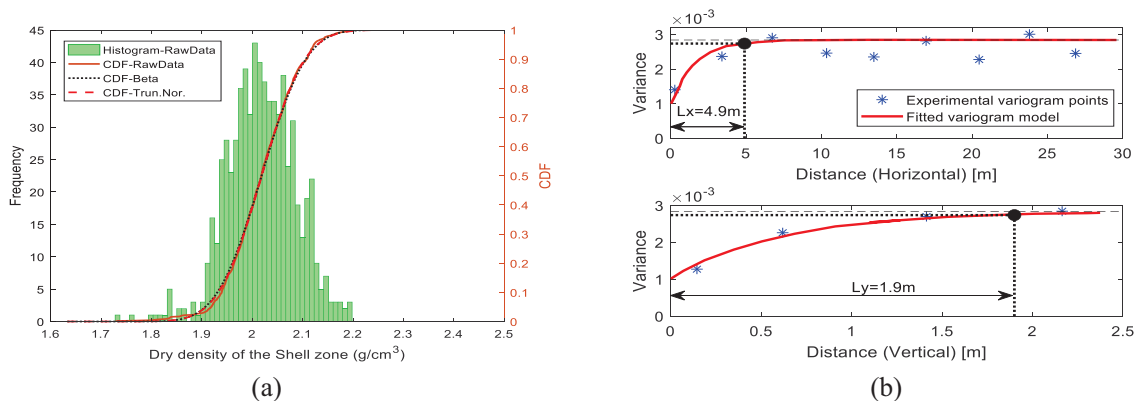 Histogram-RawData
CDF-RawData
CDF-Beta
CDF-Trun.Nor.
45
40
35
30
25
20
15
10
5
0
Frequency
1
0.9
0.8
0.7
0.6
0.5
0.4
0.3
0.2
0.1
0
CDF
1.6 1.7 1.8 1.9 2 2.1 2.2 2.3 2.4 2.5
Dry density of the Shell zone (g/cm³)
(a)
×10⁻³
3
2
1
0
Variance
Lx=4.9m
Experimental variogram points
Fitted variogram model
0 5 10 15 20 25 30
Distance (Horizontal) [m]
×10⁻³
3
2
1
0
Variance
Ly=1.9m
0 0.5 1 1.5 2 2.5
Distance (Vertical) [m]
(b)